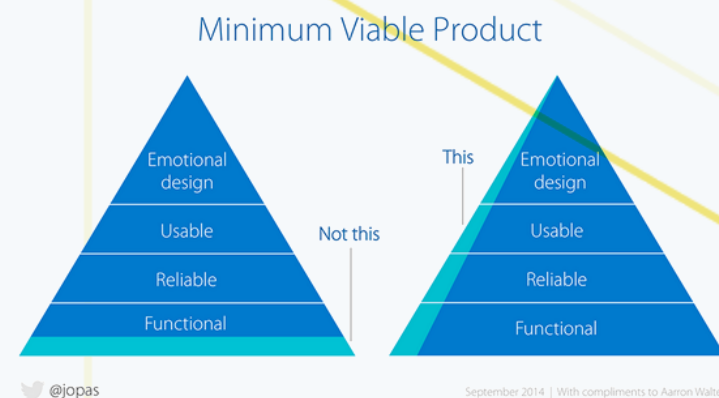 Minimum Viable Product
Emotional
design
Usable
Reliable
Functional
Not this
This
Emotional
design
Usable
Reliable
Functional
@jopas
September 2014 | With compliments to Aarron Walte